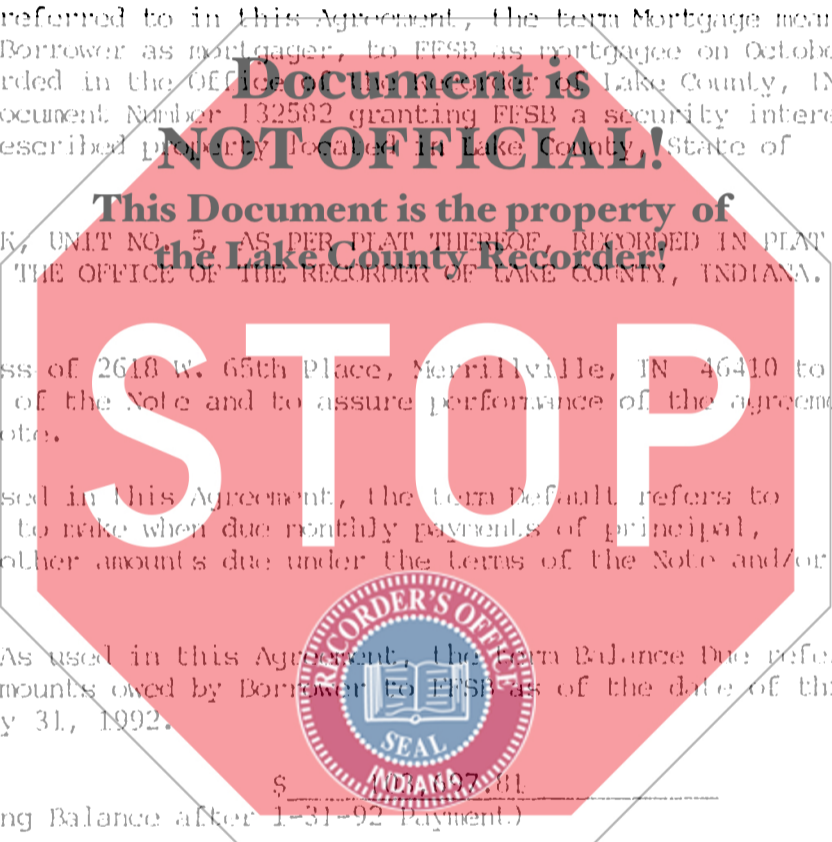 referred to in this Agreement, the term Mortgage mean
Borrower as mortgager, to FFSB as mortgagee on Octobe
rded in the Office of the Recorder of Lake County, IN
ocument Number 132582 granting FFSB a security intere
escribed property located in Lake County, State of
Document is
NOT OFFICIAL!
This Document is the property of
the Lake County Recorder!
K, UNIT NO. 5, AS PER PLAT THEREOF, RECORDED IN PLAT
THE OFFICE OF THE RECORDER OF LAKE COUNTY, INDIANA.
STOP
ss of 2618 W. 65th Place, Merrillville, IN 46410 to
of the Note and to assure performance of the agreeme
ote.
sed in this Agreement, the term Default refers to
to make when due monthly payments of principal,
other amounts due under the terms of the Note and/or
RECORDER'S OFFICE
SEAL
INDIANA
As used in this Agreement, the term Balance Due refe
mounts owed by Borrower to FFSB as of the date of th
y 31, 1992.
$ 103,697.81
ng Balance after 1-31-92 Payment)